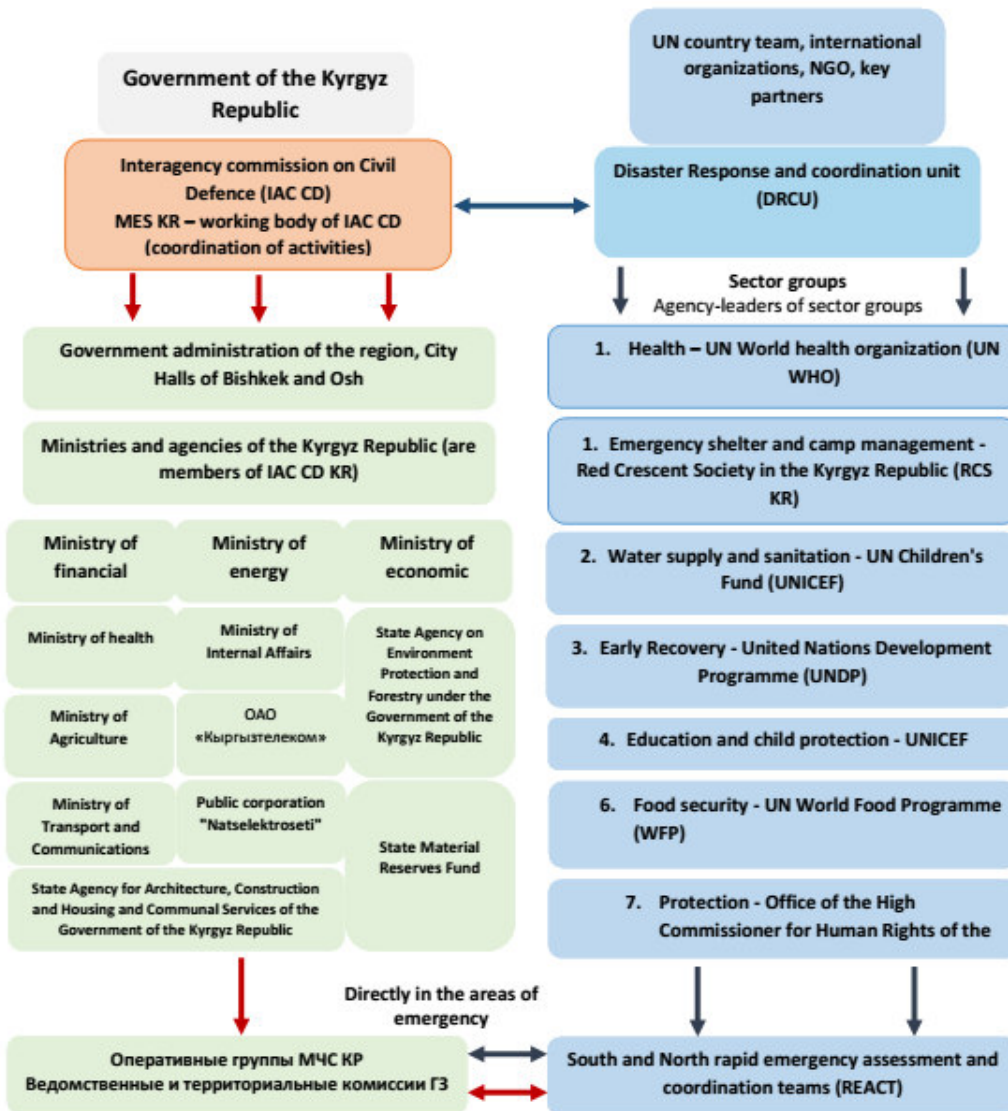 Government of the Kyrgyz
Republic
Interagency commission on Civil
Defence (IAC CD)
MES KR – working body of IAC CD
(coordination of activities)
UN country team, international
organizations, NGO, key
partners
Disaster Response and coordination unit
(DRCU)
Sector groups
Agency-leaders of sector groups
Government administration of the region, City
Halls of Bishkek and Osh
Ministries and agencies of the Kyrgyz Republic (are
members of IAC CD KR)
Ministry of
financial
Ministry of
energy
Ministry of
economic
Ministry of health
Ministry of
Internal Affairs
State Agency on
Environment
Protection and
Forestry under the
Government of the
Kyrgyz Republic
Ministry of
Agriculture
ОАО
«Кыргызтелеком»
Ministry of
Transport and
Communications
Public corporation
"Natselektroseti"
State Material
Reserves Fund
State Agency for Architecture, Construction
and Housing and Communal Services of the
Government of the Kyrgyz Republic
1. Health – UN World health organization (UN
WHO)
1. Emergency shelter and camp management -
Red Crescent Society in the Kyrgyz Republic (RCS
KR)
2. Water supply and sanitation - UN Children's
Fund (UNICEF)
3. Early Recovery - United Nations Development
Programme (UNDP)
4. Education and child protection - UNICEF
6. Food security - UN World Food Programme
(WFP)
7. Protection - Office of the High
Commissioner for Human Rights of the
Directly in the areas of
emergency
Оперативные группы МЧС КР
Ведомственные и территориальные комиссии ГЗ
South and North rapid emergency assessment and
coordination teams (REACT)